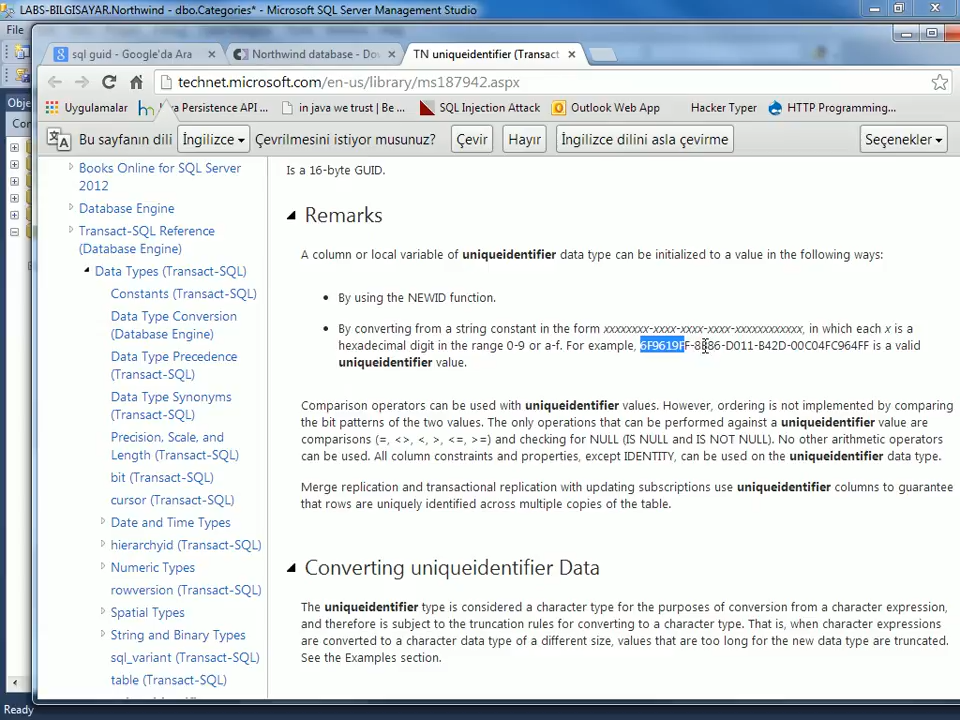 LABS-BILGISAYAR.Northwind - dbo.Categories* - Microsoft SQL Server Management Studio
File
sql guid - Google'da Ara
Northwind database - Dow
TN uniqueidentifier (Transact
technet.microsoft.com/en-us/library/ms187942.aspx
Uygulamalar
Java Persistence API ...
in java we trust | Be ...
SQL Injection Attack
Outlook Web App
Hacker Typer
HTTP Programming...
Obje
Con
Bu sayfanın dili
İngilizce
Çevrilmesini istiyor musunuz?
Çevir
Hayır
İngilizce dilini asla çevirme
Seçenekler
Books Online for SQL Server
2012
Database Engine
Transact-SQL Reference
(Database Engine)
Data Types (Transact-SQL)
Constants (Transact-SQL)
Data Type Conversion
(Database Engine)
Data Type Precedence
(Transact-SQL)
Data Type Synonyms
(Transact-SQL)
Precision, Scale, and
Length (Transact-SQL)
bit (Transact-SQL)
cursor (Transact-SQL)
Date and Time Types
hierarchyid (Transact-SQL)
Numeric Types
rowversion (Transact-SQL)
Spatial Types
String and Binary Types
sql_variant (Transact-SQL)
table (Transact-SQL)
Is a 16-byte GUID.
Remarks
A column or local variable of uniqueidentifier data type can be initialized to a value in the following ways:
By using the NEWID function.
By converting from a string constant in the form xxxxxxxx-xxxx-xxxx-xxxx-xxxxxxxxxxxx, in which each x is a
hexadecimal digit in the range 0-9 or a-f. For example, 6F9619FF-8B86-D011-B42D-00C04FC964FF is a valid
uniqueidentifier value.
Comparison operators can be used with uniqueidentifier values. However, ordering is not implemented by comparing
the bit patterns of the two values. The only operations that can be performed against a uniqueidentifier value are
comparisons (=, <>, <, >, <=, >=) and checking for NULL (IS NULL and IS NOT NULL). No other arithmetic operators
can be used. All column constraints and properties, except IDENTITY, can be used on the uniqueidentifier data type.
Merge replication and transactional replication with updating subscriptions use uniqueidentifier columns to guarantee
that rows are uniquely identified across multiple copies of the table.
Converting uniqueidentifier Data
The uniqueidentifier type is considered a character type for the purposes of conversion from a character expression,
and therefore is subject to the truncation rules for converting to a character type. That is, when character expressions
are converted to a character data type of a different size, values that are too long for the new data type are truncated.
See the Examples section.
Ready